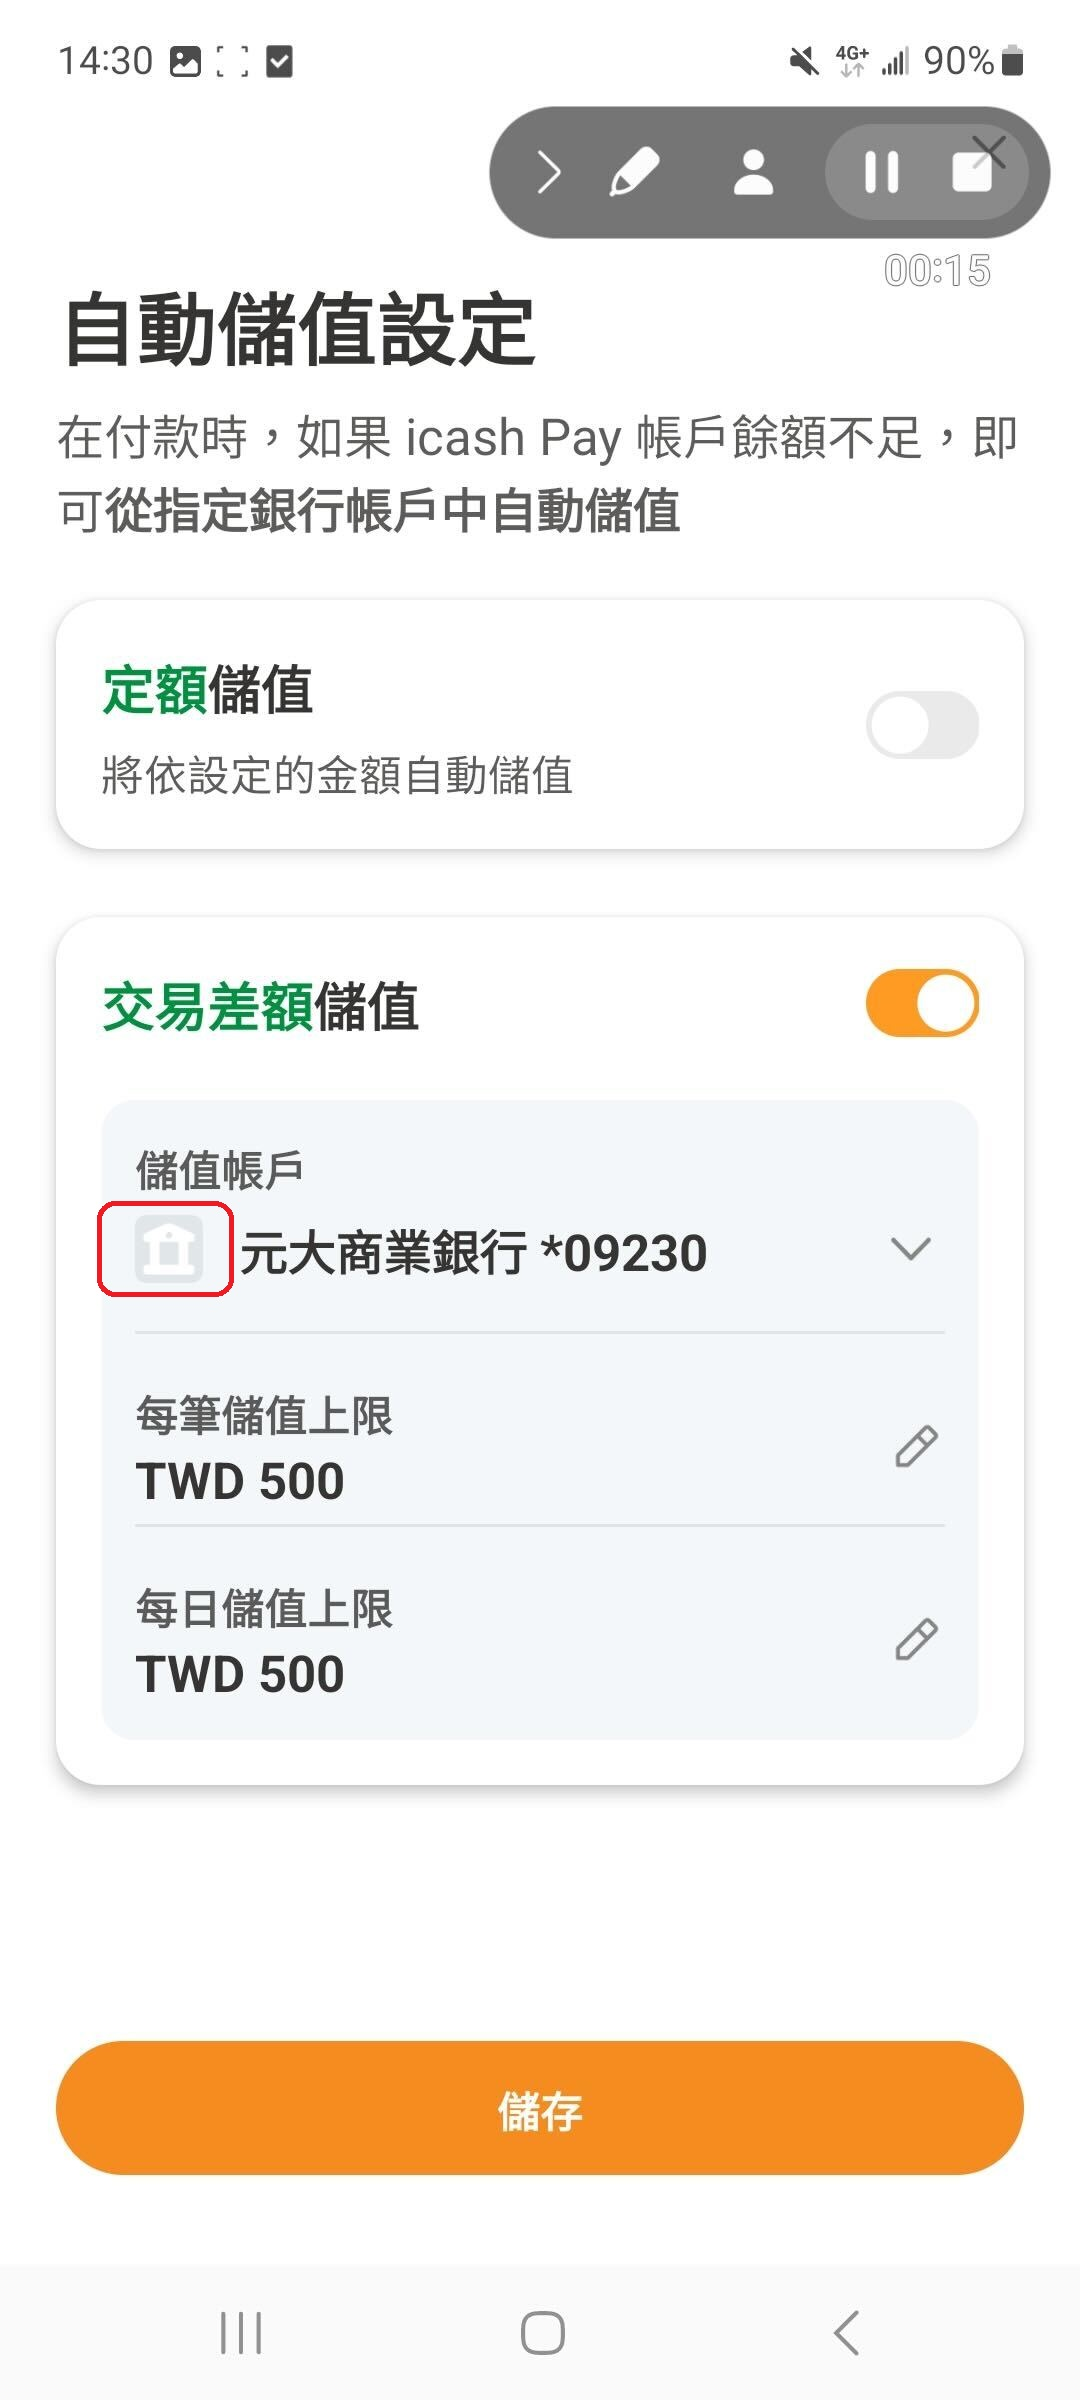 14:30
4G+
90%
00:15
自動儲值設定
在付款時，如果 icash Pay 帳戶餘額不足，即
可從指定銀行帳戶中自動儲值
定額儲值
將依設定的金額自動儲值
交易差額儲值
儲值帳戶
元大商業銀行 *09230
每筆儲值上限
TWD 500
每日儲值上限
TWD 500
儲存